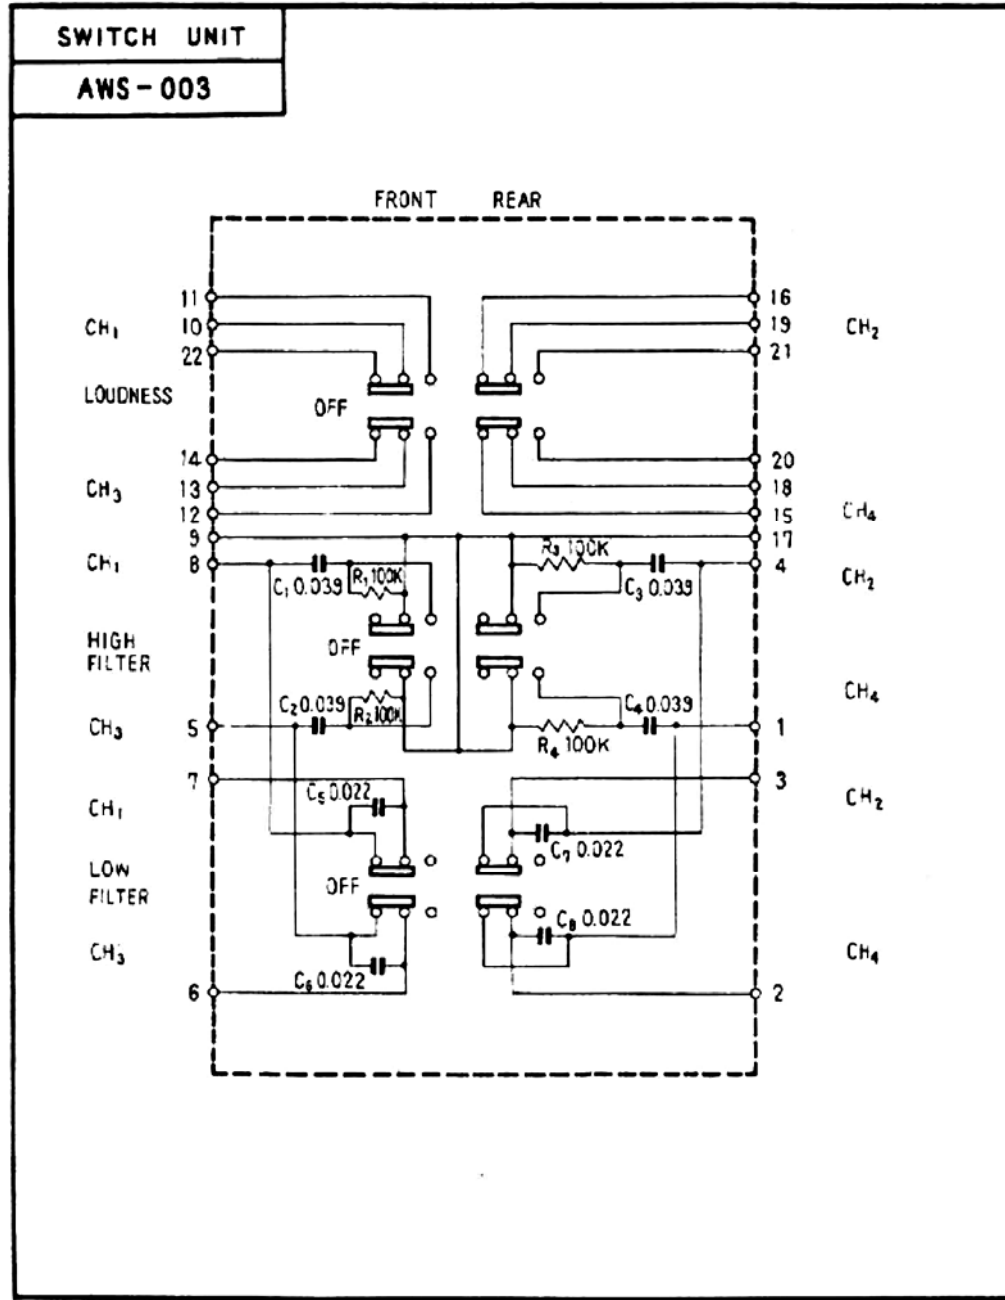 SWITCH UNIT
AWS-003
FRONT REAR
11 16
CH₁ 10 19 CH₂
22 21
LOUDNESS OFF
14 20
CH₃ 13 18
12 15 CH₄
9 17
CH₁ 8 R₃ 100K 4 CH₂
C₁ 0.039 R₁ 100K C₃ 0.039
HIGH
FILTER OFF
C₂ 0.039 C₄ 0.039 CH₄
CH₃ 5 R₂ 100K R₄ 100K 1
7 3
CH₁ C₅ 0.022 CH₂
C₇ 0.022
LOW
FILTER OFF
C₈ 0.022
CH₃ CH₄
C₆ 0.022
6 2